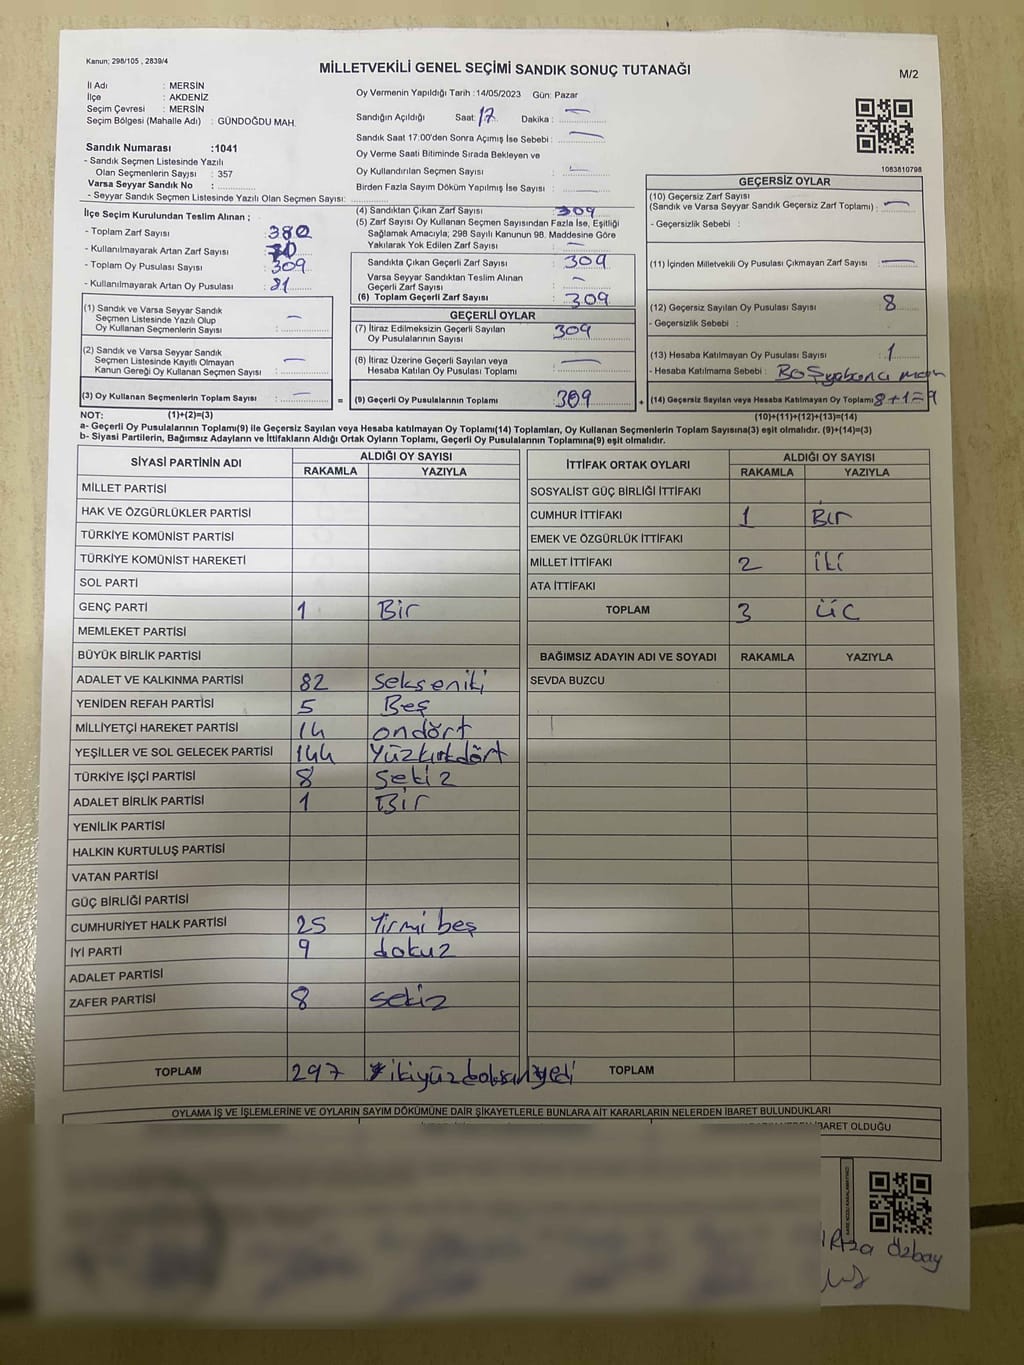 Kanun; 298/105 , 2839/4
MİLLETVEKİLİ GENEL SEÇİMİ SANDIK SONUÇ TUTANAĞI
M/2
İl Adı : MERSİN
İlçe : AKDENİZ
Seçim Çevresi : MERSİN
Seçim Bölgesi (Mahalle Adı) : GÜNDOĞDU MAH.
Sandık Numarası :1041
- Sandık Seçmen Listesinde Yazılı
Olan Seçmenlerin Sayısı : 357
Varsa Seyyar Sandık No :
- Seyyar Sandık Seçmen Listesinde Yazılı Olan Seçmen Sayısı:
Oy Vermenin Yapıldığı Tarih :14/05/2023 Gün: Pazar
Sandığın Açıldığı Saat: 17 Dakika : —
Sandık Saat 17:00'den Sonra Açımış İse Sebebi : —
Oy Verme Saati Bitiminde Sırada Bekleyen ve
Oy Kullandırılan Seçmen Sayısı :
Birden Fazla Sayım Döküm Yapılmış İse Sayısı : —
1063810798
İlçe Seçim Kurulundan Teslim Alınan ;
- Toplam Zarf Sayısı : 380
- Kullanılmayarak Artan Zarf Sayısı
- Toplam Oy Pusulası Sayısı : 309
- Kullanılmayarak Artan Oy Pusulası : 81
(1) Sandık ve Varsa Seyyar Sandık
Seçmen Listesinde Yazılı Olup
Oy Kullanan Seçmenlerin Sayısı : —
(2) Sandık ve Varsa Seyyar Sandık
Seçmen Listesinde Kayıtlı Olmayan
Kanun Gereği Oy Kullanan Seçmen Sayısı : —
(3) Oy Kullanan Seçmenlerin Toplam Sayısı : —
(4) Sandıktan Çıkan Zarf Sayısı : 309
(5) Zarf Sayısı Oy Kullanan Seçmen Sayısından Fazla İse, Eşitliği
Sağlamak Amacıyla; 298 Sayılı Kanunun 98. Maddesine Göre
Yakılarak Yok Edilen Zarf Sayısı : —
Sandıkta Çıkan Geçerli Zarf Sayısı : 309
Varsa Seyyar Sandıktan Teslim Alınan
Geçerli Zarf Sayısı : —
(6) Toplam Geçerli Zarf Sayısı : 309
GEÇERLİ OYLAR
(7) İtiraz Edilmeksizin Geçerli Sayılan
Oy Pusulalarının Sayısı : 309
(8) İtiraz Üzerine Geçerli Sayılan veya
Hesaba Katılan Oy Pusulası Toplamı : —
= (9) Geçerli Oy Pusulalarının Toplamı : 309 +
GEÇERSİZ OYLAR
(10) Geçersiz Zarf Sayısı
(Sandık ve Varsa Seyyar Sandık Geçersiz Zarf Toplamı) : —
- Geçersizlik Sebebi :
(11) İçinden Milletvekili Oy Pusulası Çıkmayan Zarf Sayısı : —
(12) Geçersiz Sayılan Oy Pusulası Sayısı : 8
- Geçersizlik Sebebi :
(13) Hesaba Katılmayan Oy Pusulası Sayısı : 1
- Hesaba Katılmama Sebebi : BOŞ yabancı
(14) Geçersiz Sayılan veya Hesaba Katılmayan Oy Toplamı 8+1=9
NOT: (1)+(2)=(3) (10)+(11)+(12)+(13)=(14)
a- Geçerli Oy Pusulalarının Toplamı(9) ile Geçersiz Sayılan veya Hesaba katılmayan Oy Toplamı(14) Toplamları, Oy Kullanan Seçmenlerin Toplam Sayısına(3) eşit olmalıdır. (9)+(14)=(3)
b- Siyasi Partilerin, Bağımsız Adayların ve İttifakların Aldığı Ortak Oyların Toplamı, Geçerli Oy Pusulalarının Toplamına(9) eşit olmalıdır.
SİYASİ PARTİNİN ADI ALDIĞI OY SAYISI
RAKAMLA YAZIYLA
MİLLET PARTİSİ
HAK VE ÖZGÜRLÜKLER PARTİSİ
TÜRKİYE KOMÜNİST PARTİSİ
TÜRKİYE KOMÜNİST HAREKETİ
SOL PARTİ
GENÇ PARTİ 1 Bir
MEMLEKET PARTİSİ
BÜYÜK BİRLİK PARTİSİ
ADALET VE KALKINMA PARTİSİ 82 sekseniki
YENİDEN REFAH PARTİSİ 5 Beş
MİLLİYETÇİ HAREKET PARTİSİ 14 ondört
YEŞİLLER VE SOL GELECEK PARTİSİ 144 Yüzkırkdört
TÜRKİYE İŞÇİ PARTİSİ 8 sekiz
ADALET BİRLİK PARTİSİ 1 Bir
YENİLİK PARTİSİ
HALKIN KURTULUŞ PARTİSİ
VATAN PARTİSİ
GÜÇ BİRLİĞİ PARTİSİ
CUMHURİYET HALK PARTİSİ 25 Yirmi beş
İYİ PARTİ 9 dokuz
ADALET PARTİSİ
ZAFER PARTİSİ 8 sekiz
TOPLAM 297 ikiyüzdoksanyedi
İTTİFAK ORTAK OYLARI ALDIĞI OY SAYISI
RAKAMLA YAZIYLA
SOSYALİST GÜÇ BİRLİĞİ İTTİFAKI
CUMHUR İTTİFAKI 1 Bir
EMEK VE ÖZGÜRLÜK İTTİFAKI
MİLLET İTTİFAKI 2 iki
ATA İTTİFAKI
TOPLAM 3 üç
BAĞIMSIZ ADAYIN ADI VE SOYADI RAKAMLA YAZIYLA
SEVDA BUZCU
TOPLAM
OYLAMA İŞ VE İŞLEMLERİNE VE OYLARIN SAYIM DÖKÜMÜNE DAİR ŞİKAYETLERLE BUNLARA AİT KARARLARIN NELERDEN İBARET BULUNDUKLARI
İBARET OLDUĞU
Rıza Özbay